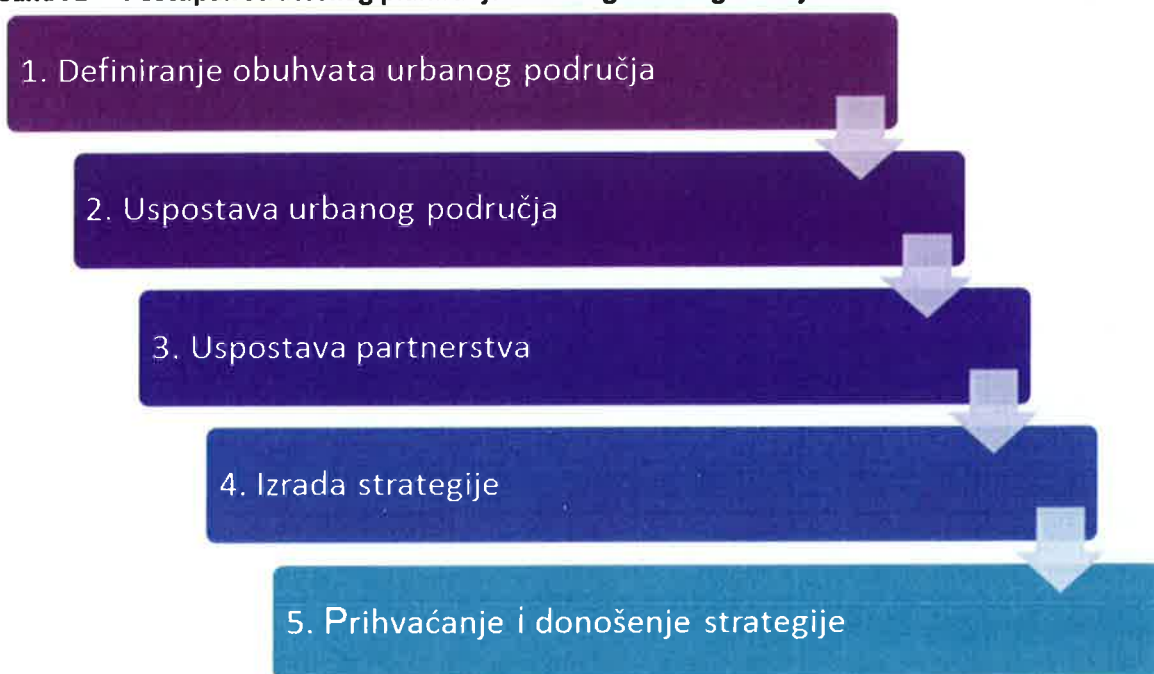 1. Definiranje obuhvata urbanog područja
2. Uspostava urbanog područja
3. Uspostava partnerstva
4. Izrada strategije
5. Prihvaćanje i donošenje strategije